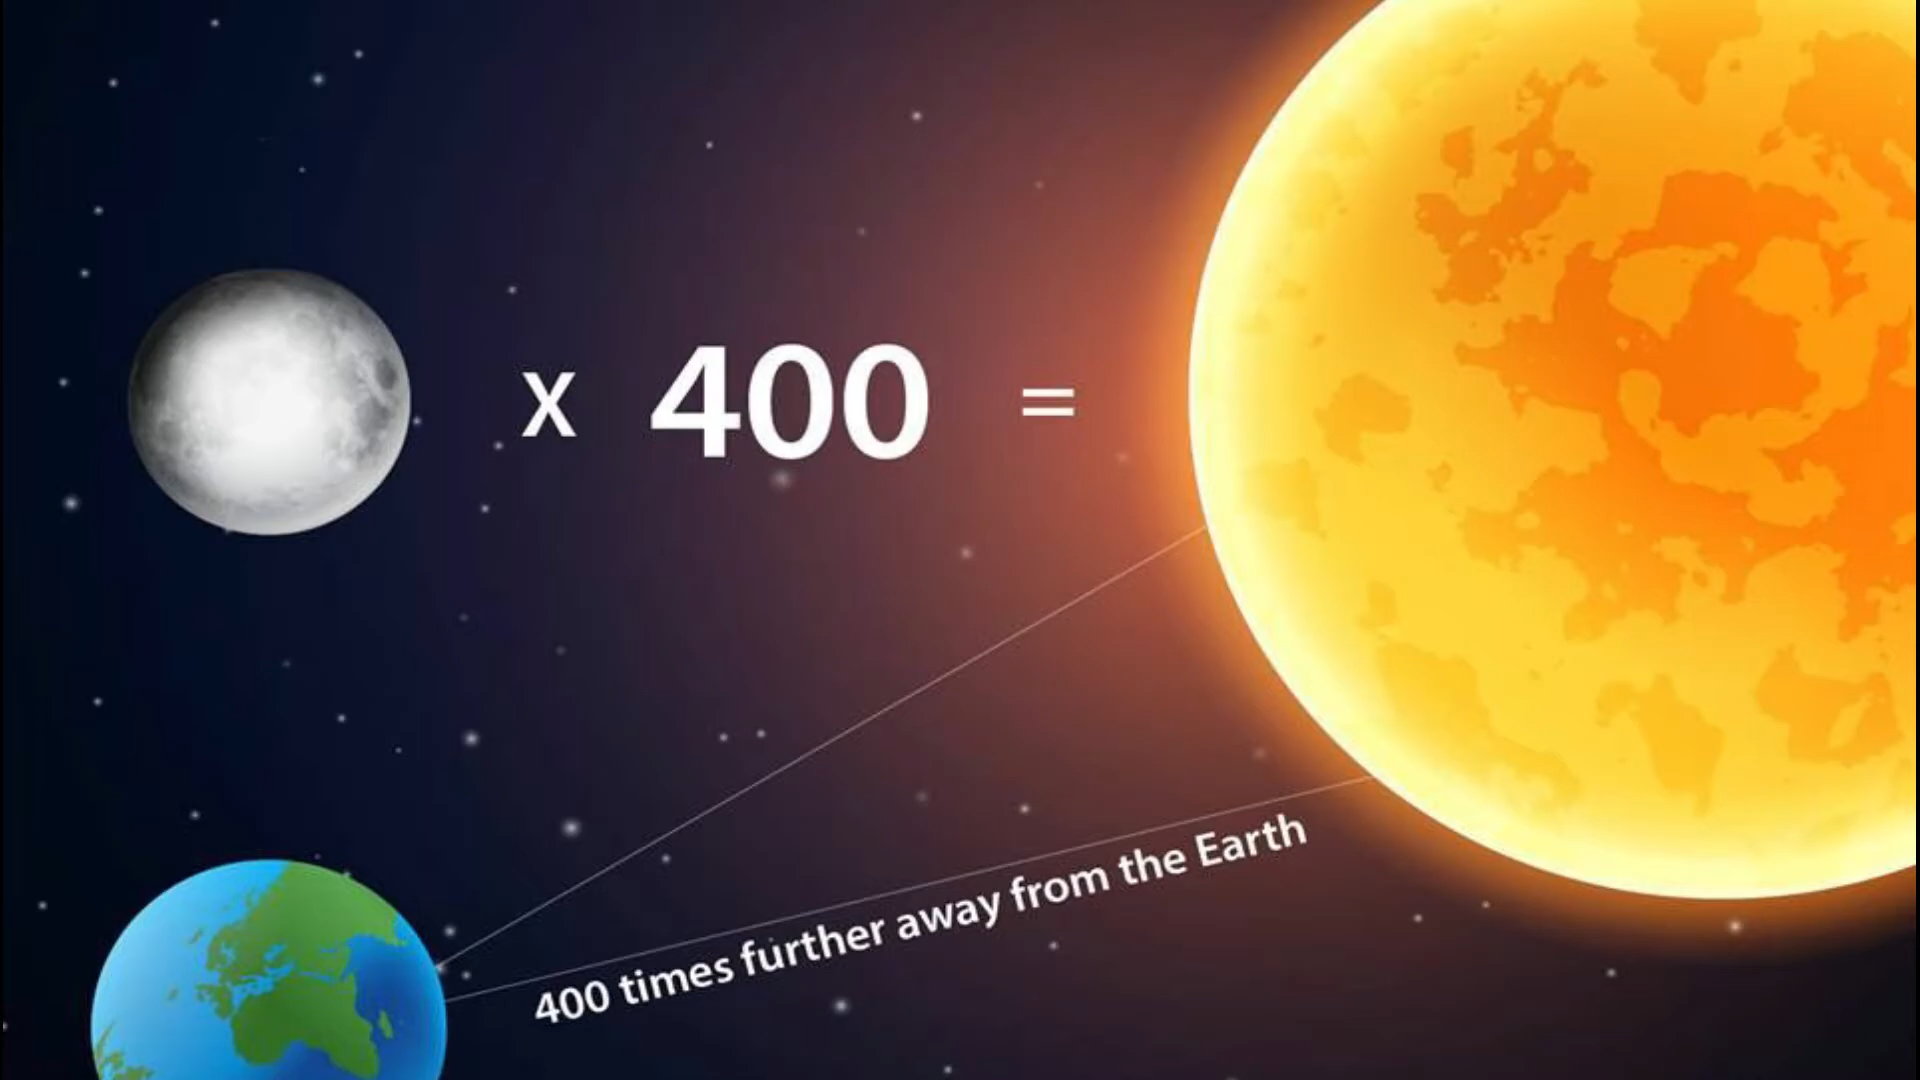 x 400 =
400 times further away from the Earth